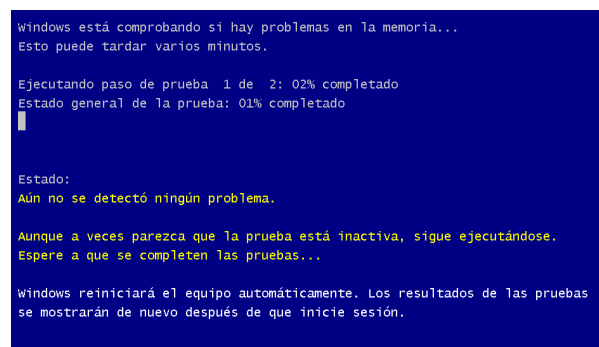 Windows está comprobando si hay problemas en la memoria...
Esto puede tardar varios minutos.
Ejecutando paso de prueba  1 de  2: 02% completado
Estado general de la prueba: 01% completado
Estado:
Aún no se detectó ningún problema.
Aunque a veces parezca que la prueba está inactiva, sigue ejecutándose.
Espere a que se completen las pruebas...
Windows reiniciará el equipo automáticamente. Los resultados de las pruebas
se mostrarán de nuevo después de que inicie sesión.